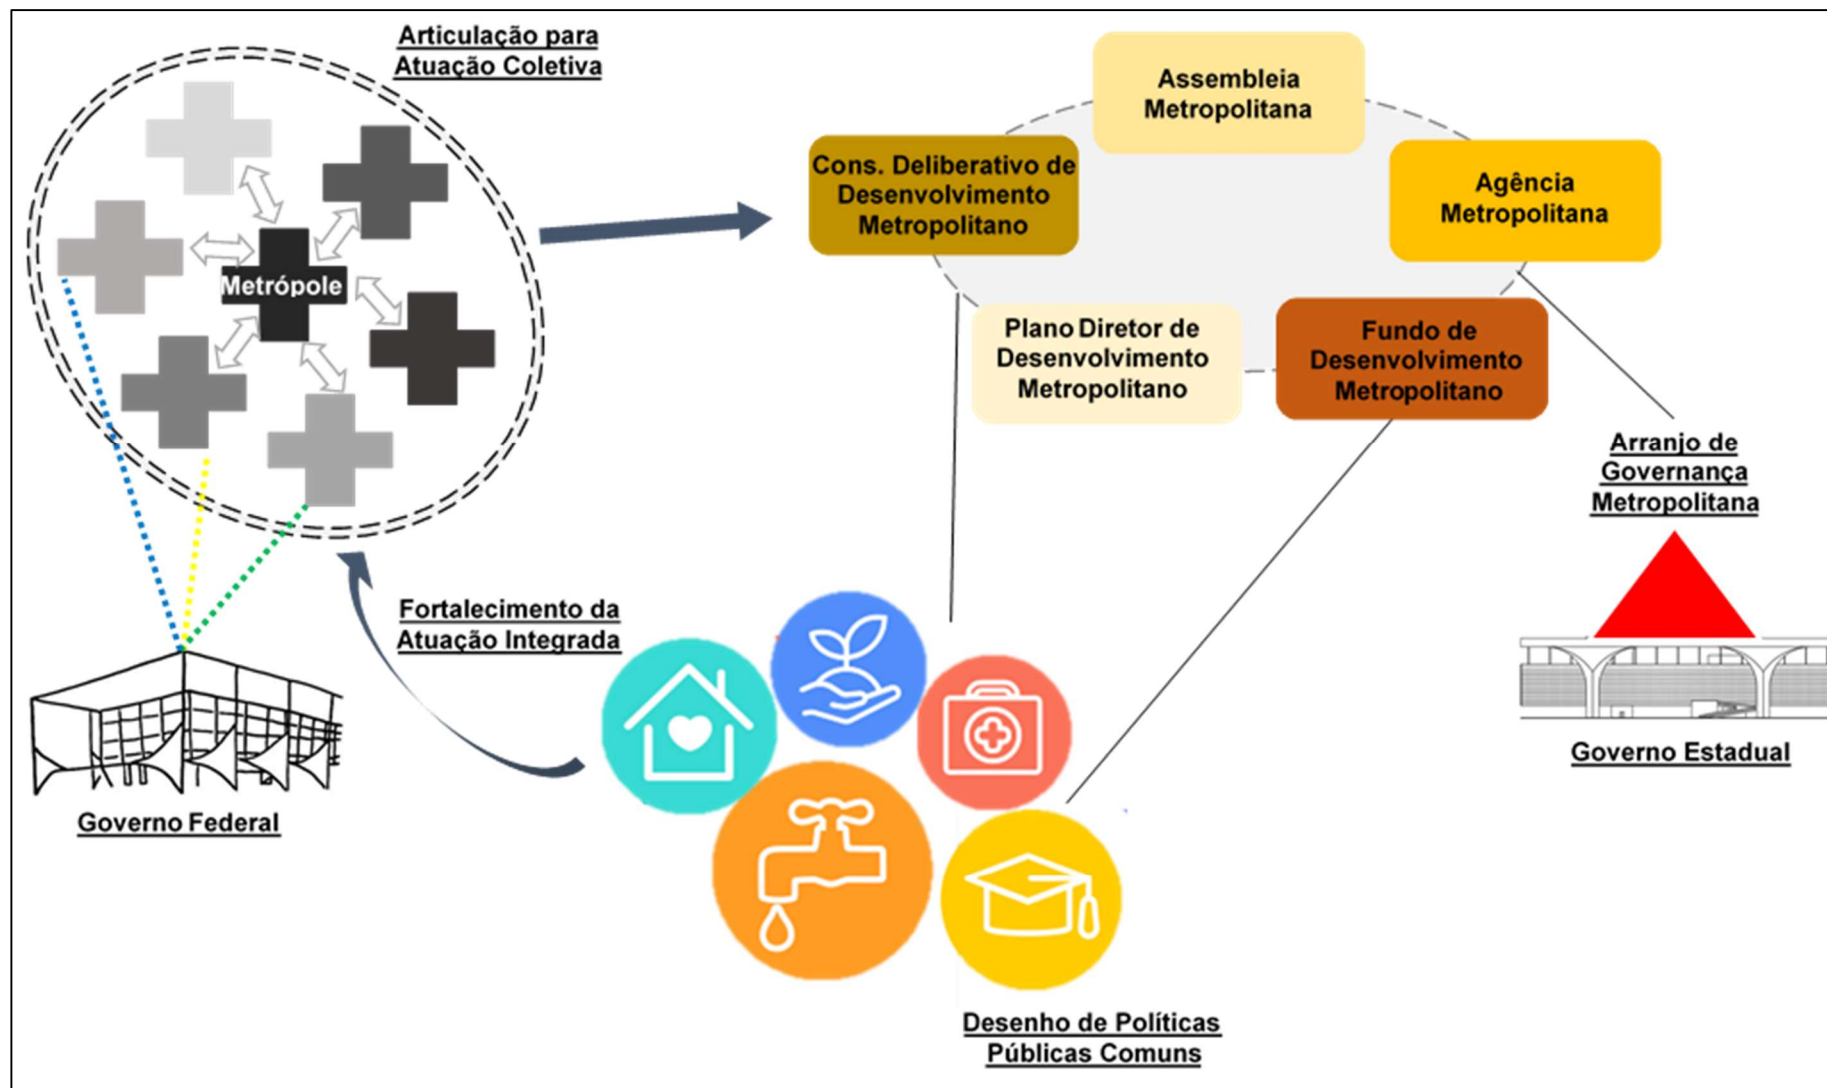 Articulação para
Atuação Coletiva
Metrópole
Assembleia
Metropolitana
Cons. Deliberativo de
Desenvolvimento
Metropolitano
Agência
Metropolitana
Plano Diretor de
Desenvolvimento
Metropolitano
Fundo de
Desenvolvimento
Metropolitano
Arranjo de
Governança
Metropolitana
Fortalecimento da
Atuação Integrada
Governo Estadual
Governo Federal
Desenho de Políticas
Públicas Comuns